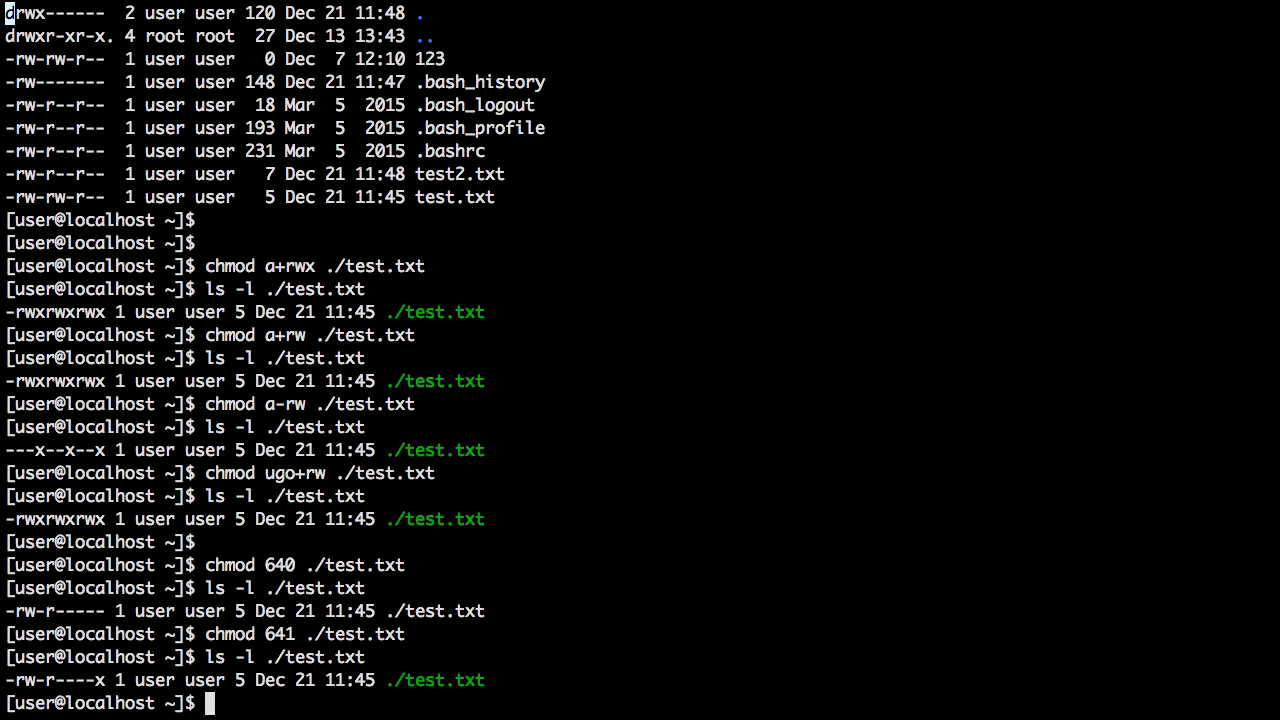 drwx------  2 user user 120 Dec 21 11:48 .
drwxr-xr-x. 4 root root  27 Dec 13 13:43 ..
-rw-rw-r--  1 user user   0 Dec  7 12:10 123
-rw-------  1 user user 148 Dec 21 11:47 .bash_history
-rw-r--r--  1 user user  18 Mar  5  2015 .bash_logout
-rw-r--r--  1 user user 193 Mar  5  2015 .bash_profile
-rw-r--r--  1 user user 231 Mar  5  2015 .bashrc
-rw-r--r--  1 user user   7 Dec 21 11:48 test2.txt
-rw-rw-r--  1 user user   5 Dec 21 11:45 test.txt
[user@localhost ~]$
[user@localhost ~]$
[user@localhost ~]$ chmod a+rwx ./test.txt
[user@localhost ~]$ ls -l ./test.txt
-rwxrwxrwx 1 user user 5 Dec 21 11:45 ./test.txt
[user@localhost ~]$ chmod a+rw ./test.txt
[user@localhost ~]$ ls -l ./test.txt
-rwxrwxrwx 1 user user 5 Dec 21 11:45 ./test.txt
[user@localhost ~]$ chmod a-rw ./test.txt
[user@localhost ~]$ ls -l ./test.txt
---x--x--x 1 user user 5 Dec 21 11:45 ./test.txt
[user@localhost ~]$ chmod ugo+rw ./test.txt
[user@localhost ~]$ ls -l ./test.txt
-rwxrwxrwx 1 user user 5 Dec 21 11:45 ./test.txt
[user@localhost ~]$
[user@localhost ~]$ chmod 640 ./test.txt
[user@localhost ~]$ ls -l ./test.txt
-rw-r----- 1 user user 5 Dec 21 11:45 ./test.txt
[user@localhost ~]$ chmod 641 ./test.txt
[user@localhost ~]$ ls -l ./test.txt
-rw-r----x 1 user user 5 Dec 21 11:45 ./test.txt
[user@localhost ~]$